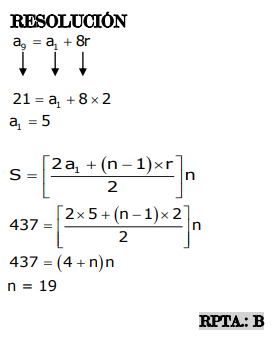 RESOLUCIÓN
a₉ = a₁ + 8r
21 = a₁ + 8 × 2
a₁ = 5
S = [(2a₁ + (n − 1) × r) / 2] n
437 = [(2 × 5 + (n − 1) × 2) / 2] n
437 = (4 + n)n
n = 19
RPTA.: B